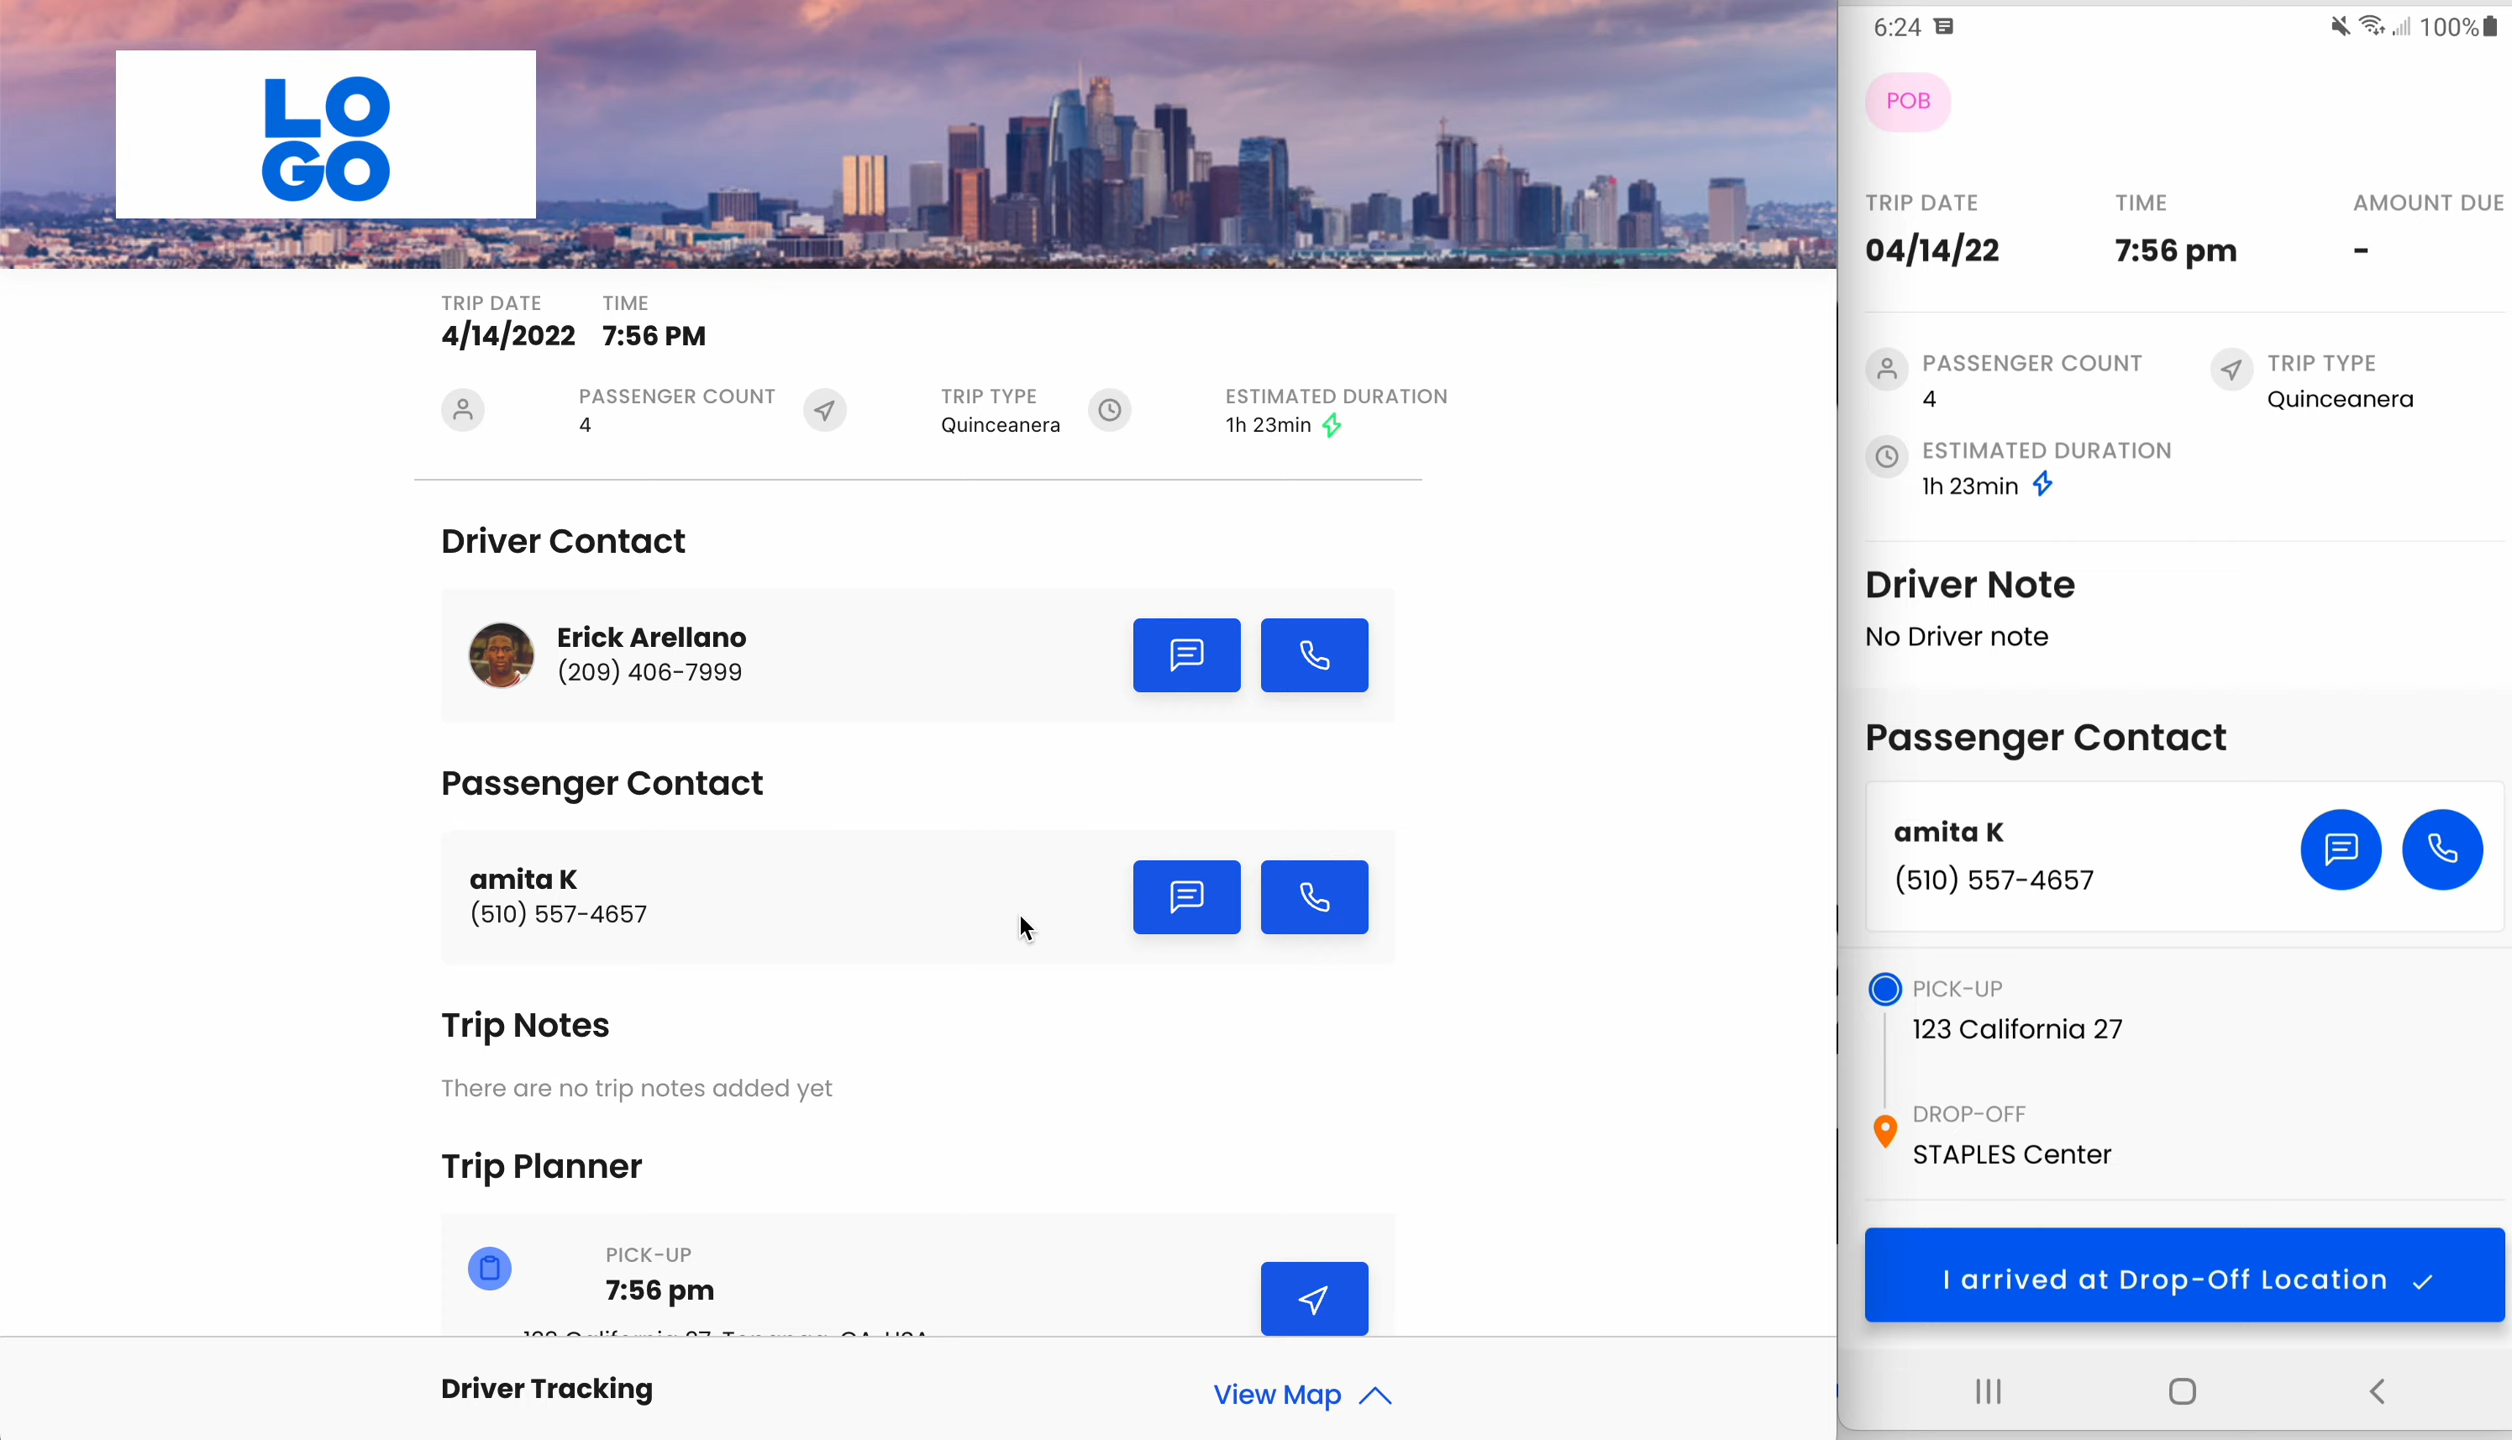 LO
GO
TRIP DATE TIME
4/14/2022 7:56 PM
PASSENGER COUNT TRIP TYPE ESTIMATED DURATION
4 Quinceanera 1h 23min
Driver Contact
Erick Arellano
(209) 406-7999
Passenger Contact
amita K
(510) 557-4657
Trip Notes
There are no trip notes added yet
Trip Planner
PICK-UP
7:56 pm
Driver Tracking
View Map
6:24 100%
POB
TRIP DATE TIME AMOUNT DUE
04/14/22 7:56 pm -
PASSENGER COUNT TRIP TYPE
4 Quinceanera
ESTIMATED DURATION
1h 23min
Driver Note
No Driver note
Passenger Contact
amita K
(510) 557-4657
PICK-UP
123 California 27
DROP-OFF
STAPLES Center
I arrived at Drop-Off Location